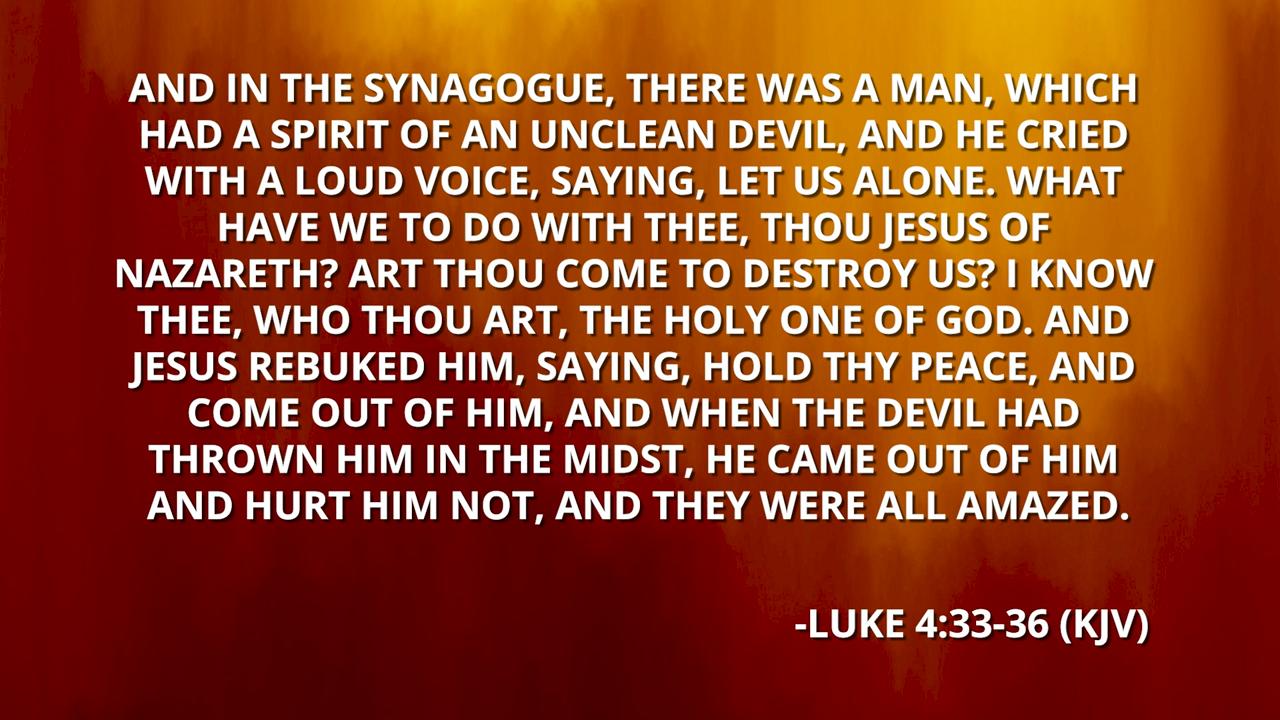 AND IN THE SYNAGOGUE, THERE WAS A MAN, WHICH
HAD A SPIRIT OF AN UNCLEAN DEVIL, AND HE CRIED
WITH A LOUD VOICE, SAYING, LET US ALONE. WHAT
HAVE WE TO DO WITH THEE, THOU JESUS OF
NAZARETH? ART THOU COME TO DESTROY US? I KNOW
THEE, WHO THOU ART, THE HOLY ONE OF GOD. AND
JESUS REBUKED HIM, SAYING, HOLD THY PEACE, AND
COME OUT OF HIM, AND WHEN THE DEVIL HAD
THROWN HIM IN THE MIDST, HE CAME OUT OF HIM
AND HURT HIM NOT, AND THEY WERE ALL AMAZED.
-LUKE 4:33-36 (KJV)